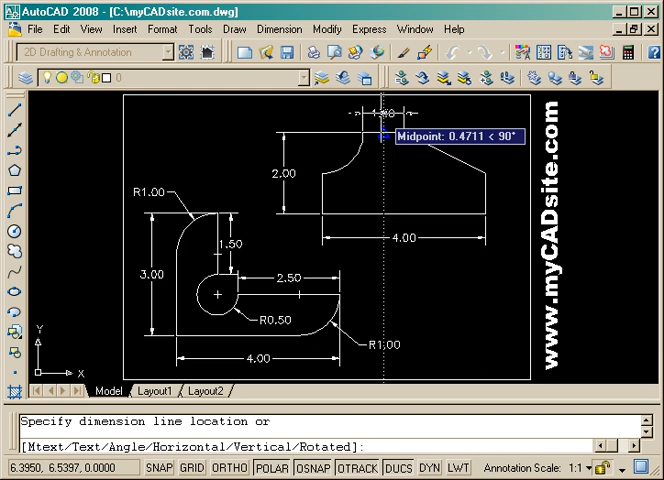 AutoCAD 2008 - [C:\myCADsite.com.dwg]
File Edit View Insert Format Tools Draw Dimension Modify Express Window Help
2D Drafting & Annotation
0
Midpoint: 0.4711 < 90°
2.00
4.00
R1.00
1.50
3.00
2.50
R0.50
R1.00
4.00
www.myCADsite.com
Y
X
Model Layout1 Layout2
Specify dimension line location or
[Mtext/Text/Angle/Horizontal/Vertical/Rotated]:
6.3950, 6.5397, 0.0000 SNAP GRID ORTHO POLAR OSNAP OTRACK DUCS DYN LWT Annotation Scale: 1:1